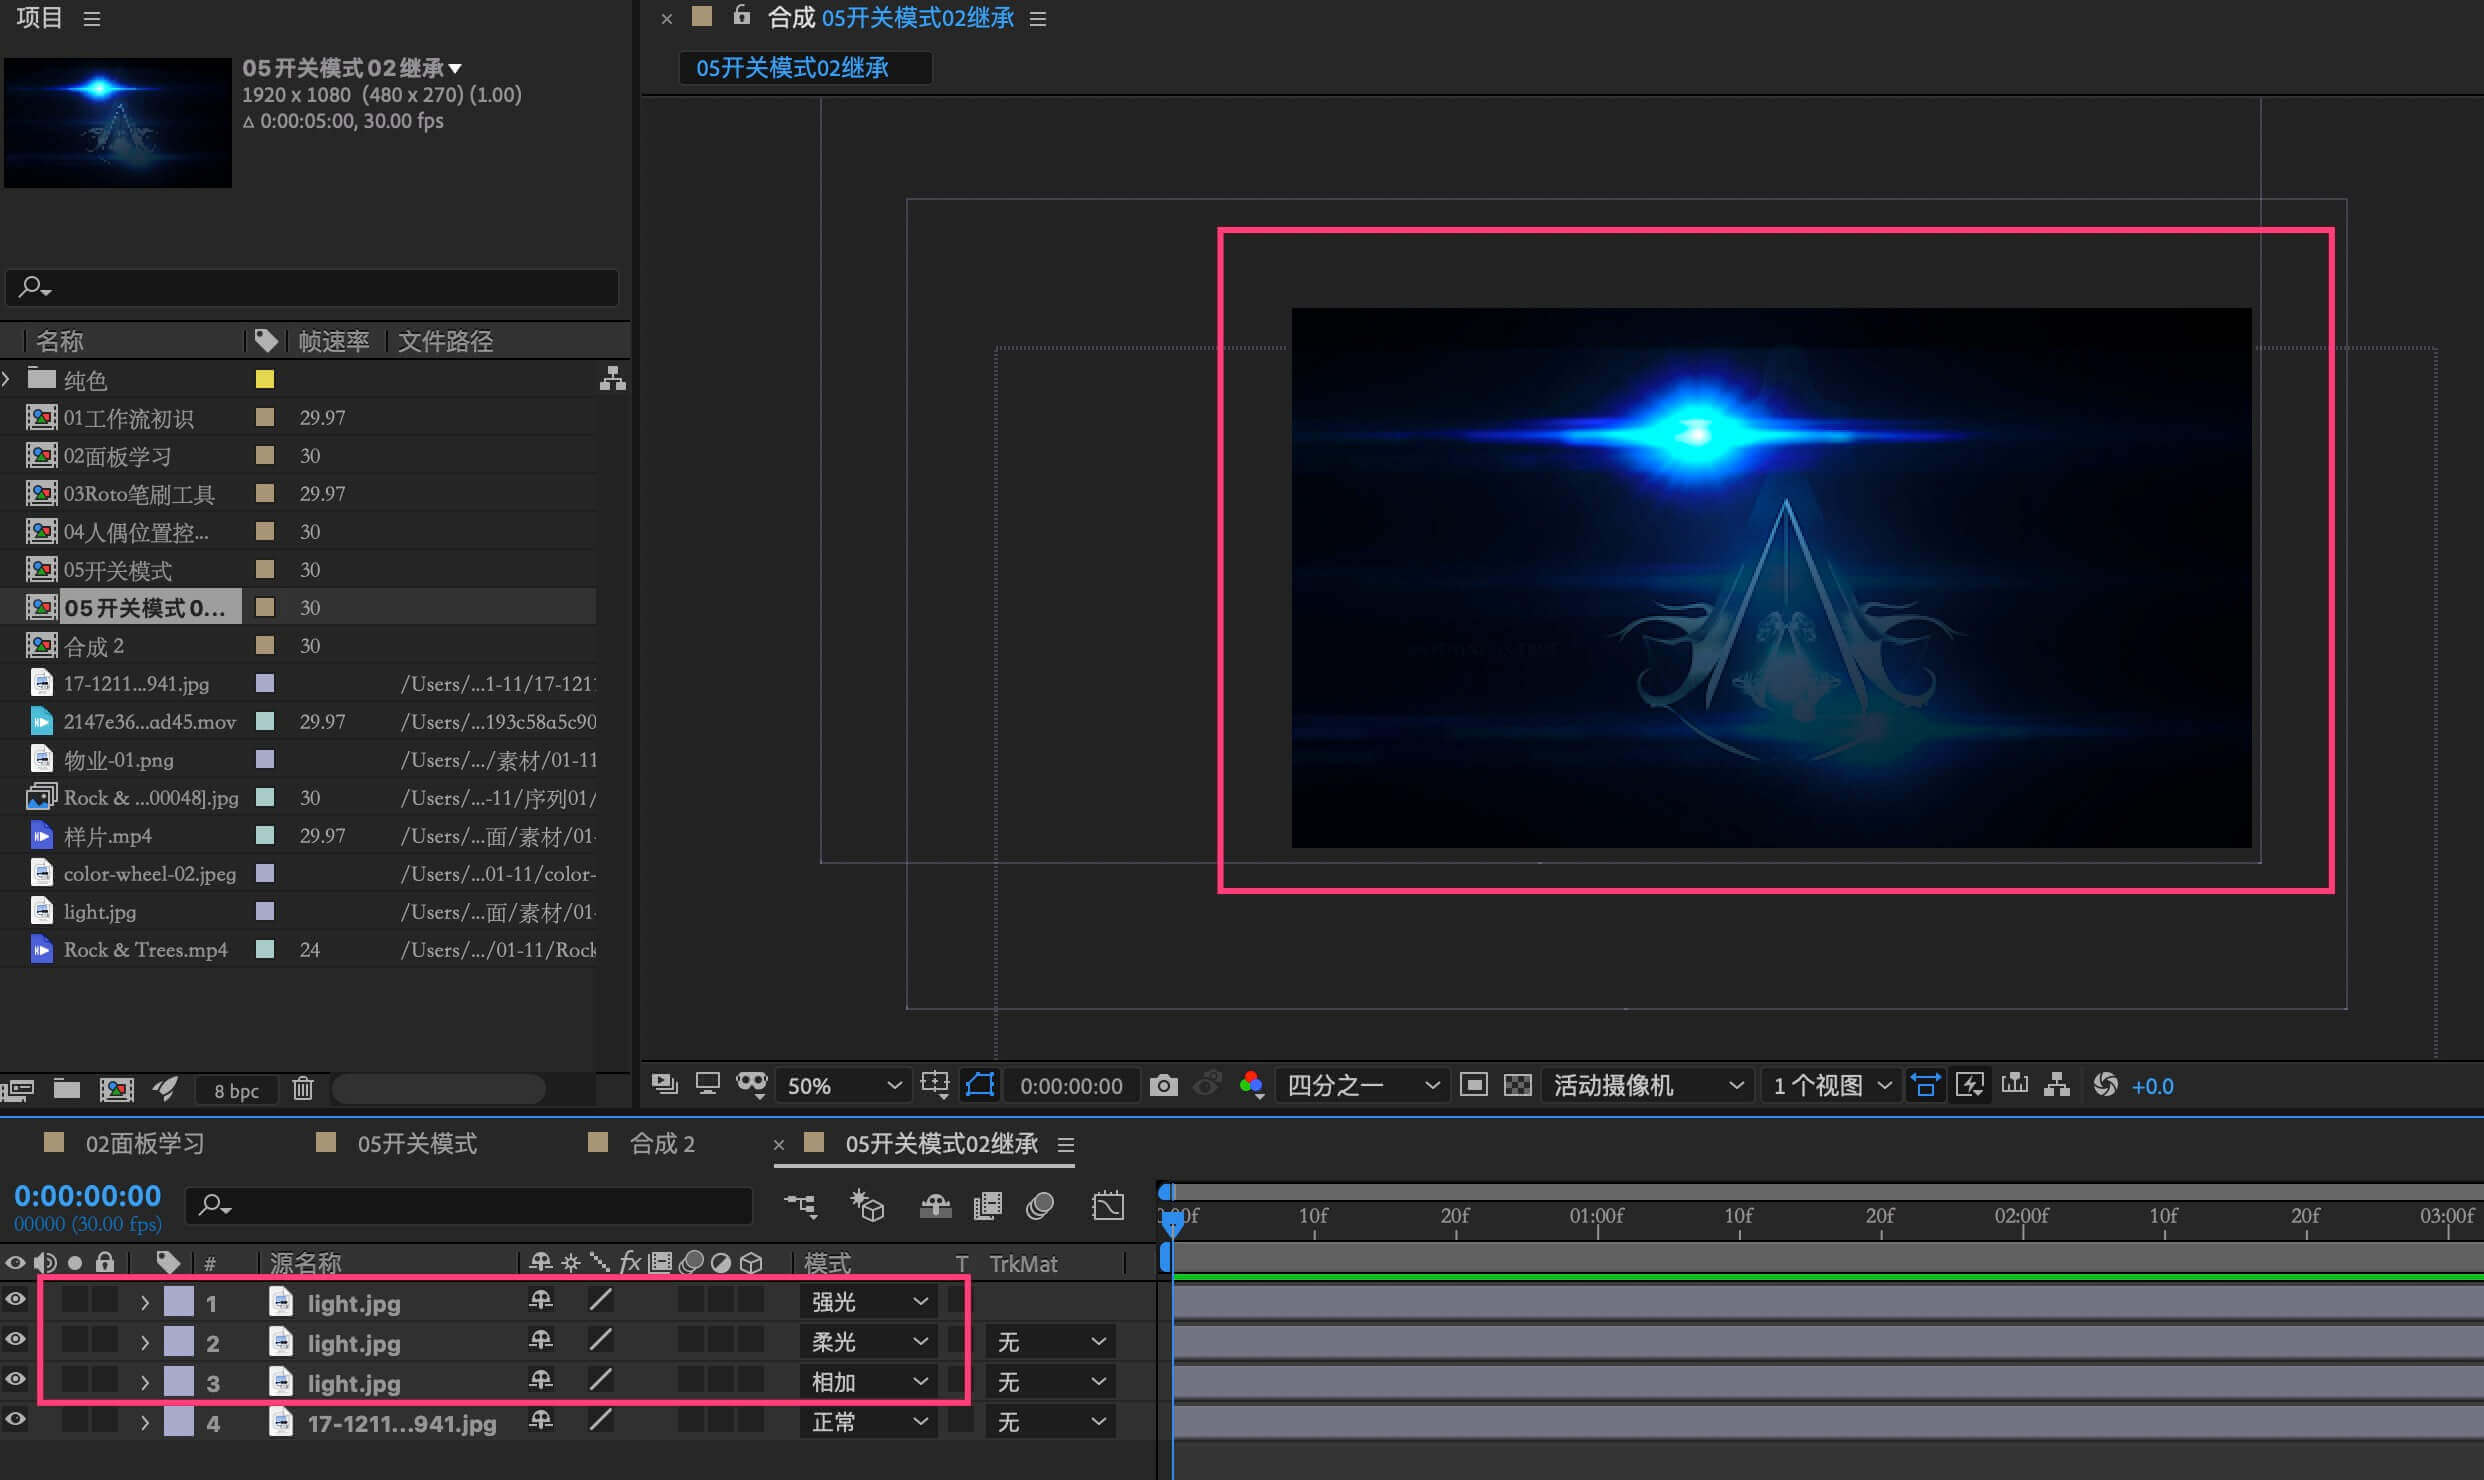 项目
05开关模式02继承
1920 x 1080 (480 x 270) (1.00)
Δ 0:00:05:00, 30.00 fps
名称 帧速率 文件路径
纯色
01工作流初识 29.97
02面板学习 30
03Roto笔刷工具 29.97
04人偶位置控... 30
05开关模式 30
05开关模式0... 30
合成 2 30
17-1211...941.jpg /Users/...1-11/17-1211
2147e36...ad45.mov 29.97 /Users/...193c58a5c90
物业-01.png /Users/.../素材/01-11
Rock & ...00048].jpg 30 /Users/...-11/序列01/
样片.mp4 29.97 /Users/...面/素材/01-
color-wheel-02.jpeg /Users/...01-11/color-
light.jpg /Users/...面/素材/01-
Rock & Trees.mp4 24 /Users/.../01-11/Rock
8 bpc
合成 05开关模式02继承
05开关模式02继承
50% 0:00:00:00 四分之一 活动摄像机 1 个视图 +0.0
02面板学习 05开关模式 合成 2 05开关模式02继承
0:00:00:00
00000 (30.00 fps)
:00f 10f 20f 01:00f 10f 20f 02:00f 10f 20f 03:00f
# 源名称 fx 模式 T TrkMat
1 light.jpg 强光
2 light.jpg 柔光 无
3 light.jpg 相加 无
4 17-1211...941.jpg 正常 无